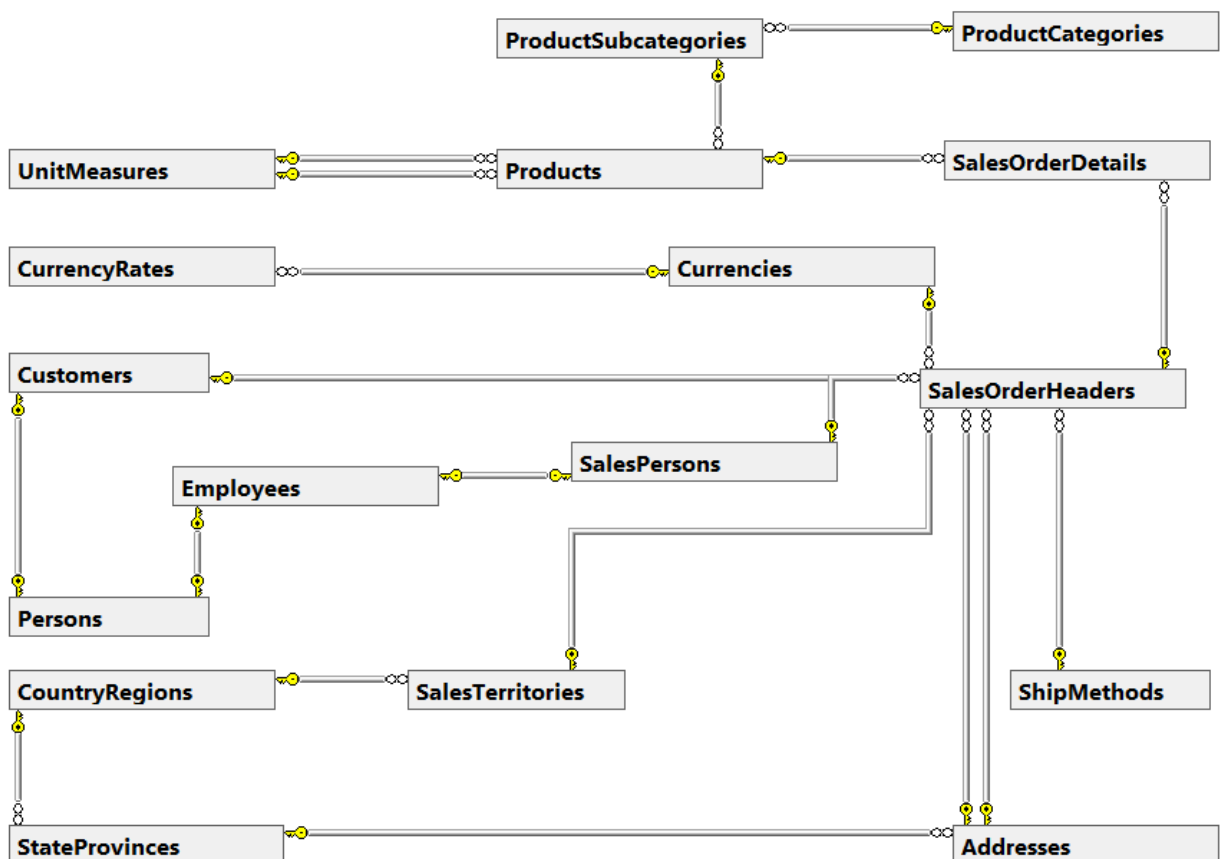 ProductSubcategories
ProductCategories
UnitMeasures
Products
SalesOrderDetails
CurrencyRates
Currencies
Customers
SalesOrderHeaders
SalesPersons
Employees
Persons
CountryRegions
SalesTerritories
ShipMethods
StateProvinces
Addresses